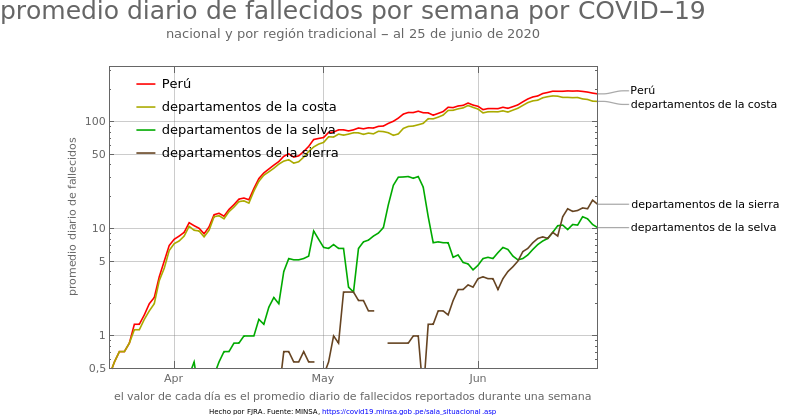 promedio diario de fallecidos por semana por COVID−19
nacional y por región tradicional − al 25 de junio de 2020
Perú
departamentos de la costa
departamentos de la selva
departamentos de la sierra
promedio diario de fallecidos
100
50
10
5
1
0,5
Apr May Jun
Perú
departamentos de la costa
departamentos de la sierra
departamentos de la selva
el valor de cada día es el promedio diario de fallecidos reportados durante una semana
Hecho por FJRA. Fuente: MINSA, https://covid19.minsa.gob.pe/sala_situacional.asp